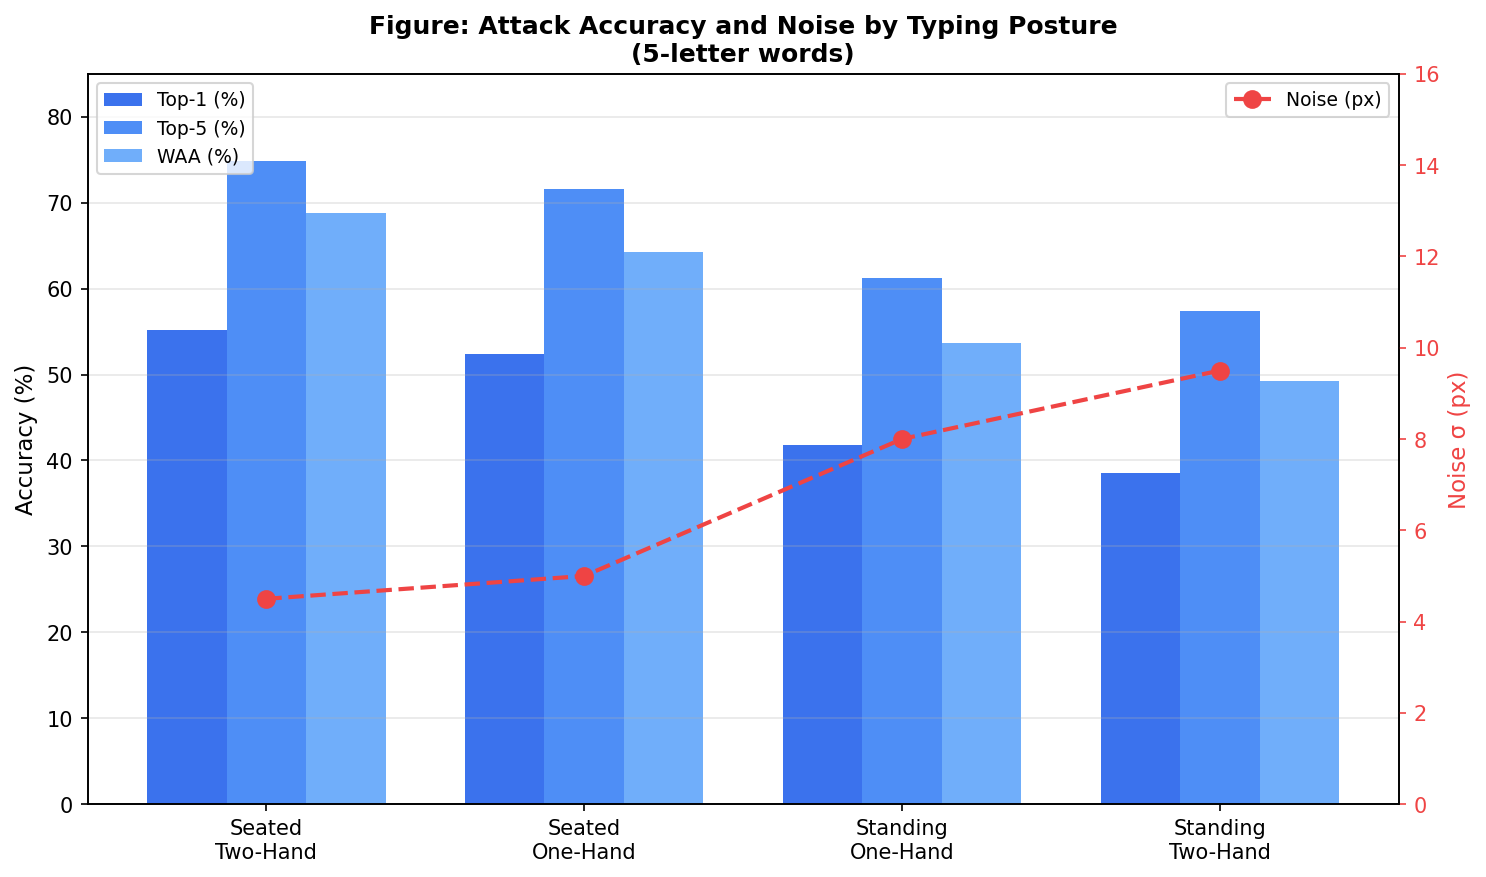 Figure: Attack Accuracy and Noise by Typing Posture
(5-letter words)
Top-1 (%)
Top-5 (%)
WAA (%)
Noise (px)
Accuracy (%)
80
70
60
50
40
30
20
10
0
16
14
12
10
8
6
4
2
0
Noise σ (px)
Seated
Two-Hand
Seated
One-Hand
Standing
One-Hand
Standing
Two-Hand